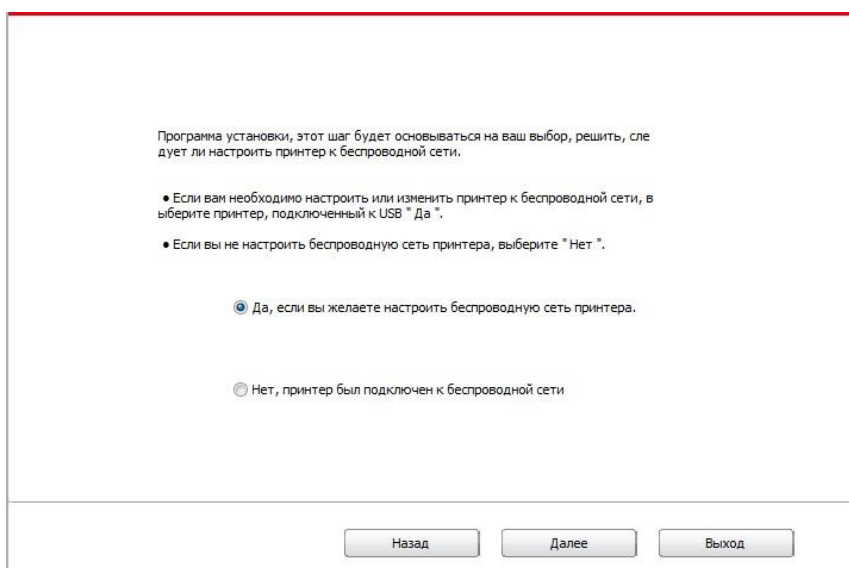 Программа установки, этот шаг будет основываться на ваш выбор, решить, сле
дует ли настроить принтер к беспроводной сети.
• Если вам необходимо настроить или изменить принтер к беспроводной сети, в
ыберите принтер, подключенный к USB " Да ".
• Если вы не настроить беспроводную сеть принтера, выберите " Нет ".
Да, если вы желаете настроить беспроводную сеть принтера.
Нет, принтер был подключен к беспроводной сети
Назад Далее Выход